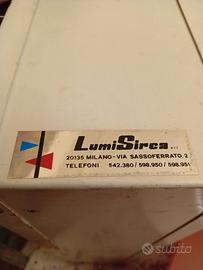 LumiSirca s.r.l.
20135 MILANO - VIA SASSOFERRATO, 2
TELEFONI 542.380 / 598.950 / 598.951
subito